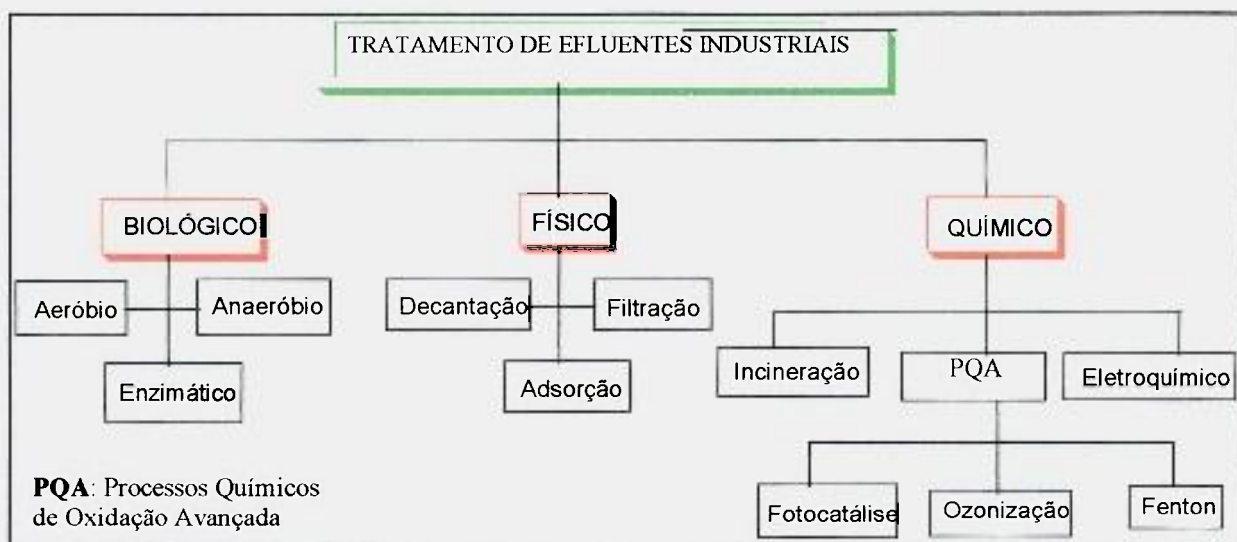 TRATAMENTO DE EFLUENTES INDUSTRIAIS
BIOLÓGICO
FÍSICO
QUÍMICO
Aeróbio
Anaeróbio
Enzimático
Decantação
Filtração
Adsorção
Incineração
PQA
Eletroquímico
Fotocatálise
Ozonização
Fenton
PQA: Processos Químicos
de Oxidação Avançada